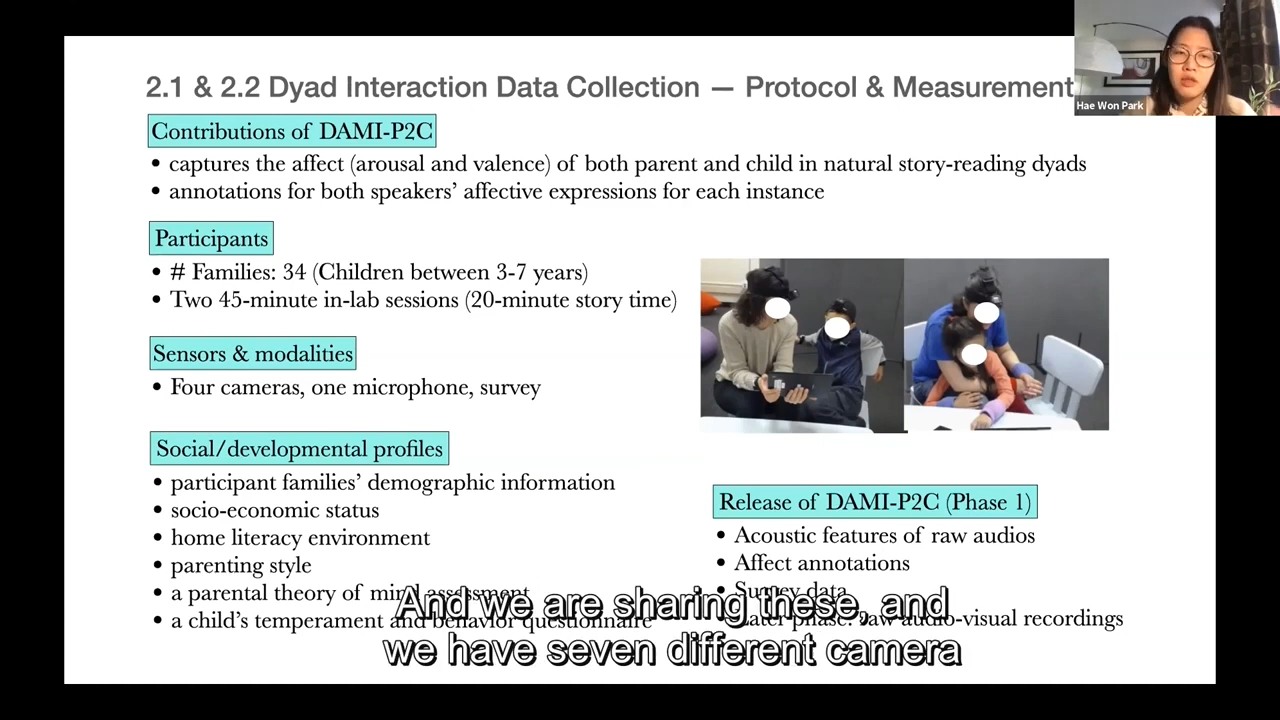 2.1 & 2.2 Dyad Interaction Data Collection — Protocol & Measurement
Hae Won Park
Contributions of DAMI-P2C
• captures the affect (arousal and valence) of both parent and child in natural story-reading dyads
• annotations for both speakers’ affective expressions for each instance
Participants
• # Families: 34 (Children between 3-7 years)
• Two 45-minute in-lab sessions (20-minute story time)
Sensors & modalities
• Four cameras, one microphone, survey
Social/developmental profiles
• participant families’ demographic information
• socio-economic status
• home literacy environment
• parenting style
• a parental theory of mind assessment
• a child’s temperament and behavior questionnaire
Release of DAMI-P2C (Phase 1)
• Acoustic features of raw audios
• Affect annotations
• Survey data
• Later phase: raw audio-visual recordings
And we are sharing these, and
we have seven different camera